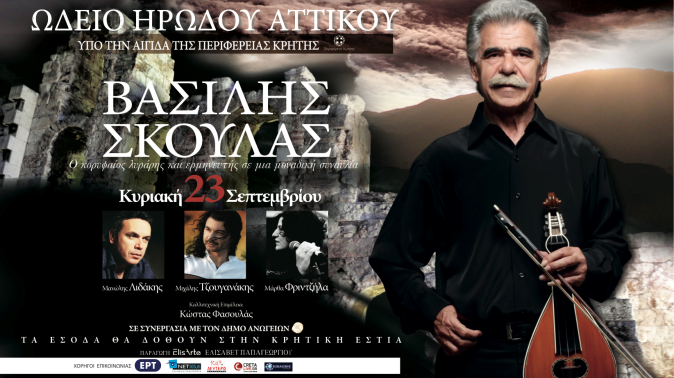 ΩΔΕΙΟ ΗΡΩΔΟΥ ΑΤΤΙΚΟΥ
ΥΠΟ ΤΗΝ ΑΙΓΙΔΑ ΤΗΣ ΠΕΡΙΦΕΡΕΙΑΣ ΚΡΗΤΗΣ
ΒΑΣΙΛΗΣ
ΣΚΟΥΛΑΣ
Ο κορυφαίος λυράρης και ερμηνευτής σε μια μοναδική συναυλία
Κυριακή 23 Σεπτεμβρίου
Μανώλης Λιδάκης
Μιχάλης Τζουγανάκης
Μάρθα Φριντζήλα
Καλλιτεχνική Επιμέλεια
Κώστας Φασουλάς
ΣΕ ΣΥΝΕΡΓΑΣΙΑ ΜΕ ΤΟΝ ΔΗΜΟ ΑΝΩΓΕΙΩΝ
ΤΑ ΕΣΟΔΑ ΘΑ ΔΟΘΟΥΝ ΣΤΗΝ ΚΡΗΤΙΚΗ ΕΣΤΙΑ
ΠΑΡΑΓΩΓΗ ElisArte ΕΛΙΣΑΒΕΤ ΠΑΠΑΓΕΩΡΓΙΟΥ
ΧΟΡΗΓΟΙ ΕΠΙΚΟΙΝΩΝΙΑΣ ΕΡΤ CRETA